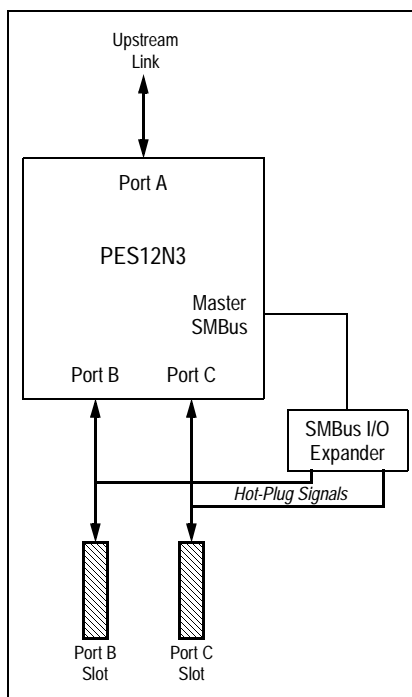 Upstream
Link
Port A
PES12N3
Master
SMBus
Port B
Port C
SMBus I/O
Expander
Hot-Plug Signals
Port B
Slot
Port C
Slot